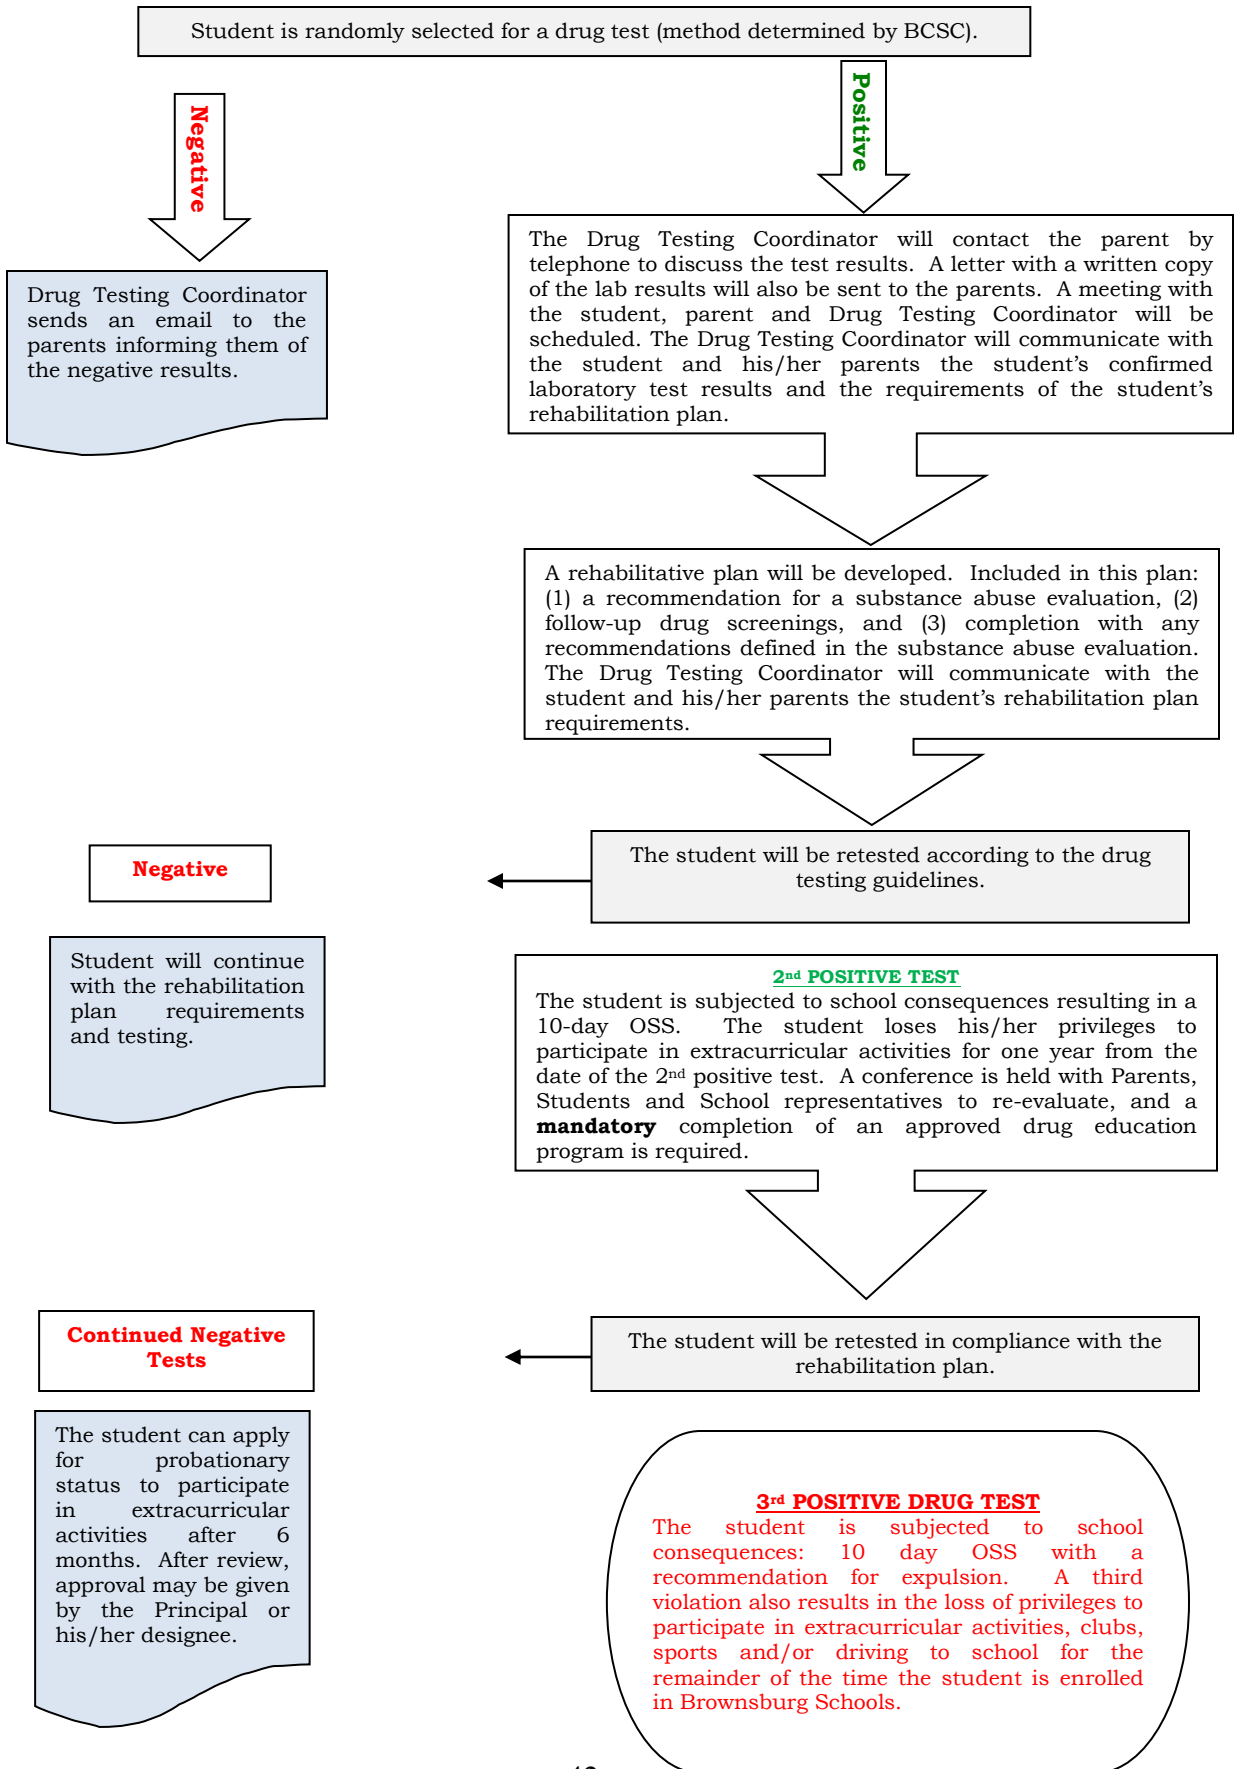 Student is randomly selected for a drug test (method determined by BCSC).
Negative
Positive
Drug Testing Coordinator
sends an email to the
parents informing them of
the negative results.
The Drug Testing Coordinator will contact the parent by
telephone to discuss the test results. A letter with a written copy
of the lab results will also be sent to the parents. A meeting with
the student, parent and Drug Testing Coordinator will be
scheduled. The Drug Testing Coordinator will communicate with
the student and his/her parents the student’s confirmed
laboratory test results and the requirements of the student’s
rehabilitation plan.
A rehabilitative plan will be developed. Included in this plan:
(1) a recommendation for a substance abuse evaluation, (2)
follow-up drug screenings, and (3) completion with any
recommendations defined in the substance abuse evaluation.
The Drug Testing Coordinator will communicate with the
student and his/her parents the student’s rehabilitation plan
requirements.
Negative
The student will be retested according to the drug
testing guidelines.
Student will continue
with the rehabilitation
plan requirements
and testing.
2nd POSITIVE TEST
The student is subjected to school consequences resulting in a
10-day OSS. The student loses his/her privileges to
participate in extracurricular activities for one year from the
date of the 2nd positive test. A conference is held with Parents,
Students and School representatives to re-evaluate, and a
mandatory completion of an approved drug education
program is required.
Continued Negative
Tests
The student will be retested in compliance with the
rehabilitation plan.
The student can apply
for probationary
status to participate
in extracurricular
activities after 6
months. After review,
approval may be given
by the Principal or
his/her designee.
3rd POSITIVE DRUG TEST
The student is subjected to school
consequences: 10 day OSS with a
recommendation for expulsion. A third
violation also results in the loss of privileges to
participate in extracurricular activities, clubs,
sports and/or driving to school for the
remainder of the time the student is enrolled
in Brownsburg Schools.